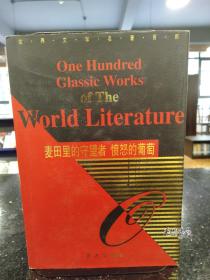 One Hundred
Glassic Works
of The
World Literature
麦田里的守望者 愤怒的葡萄